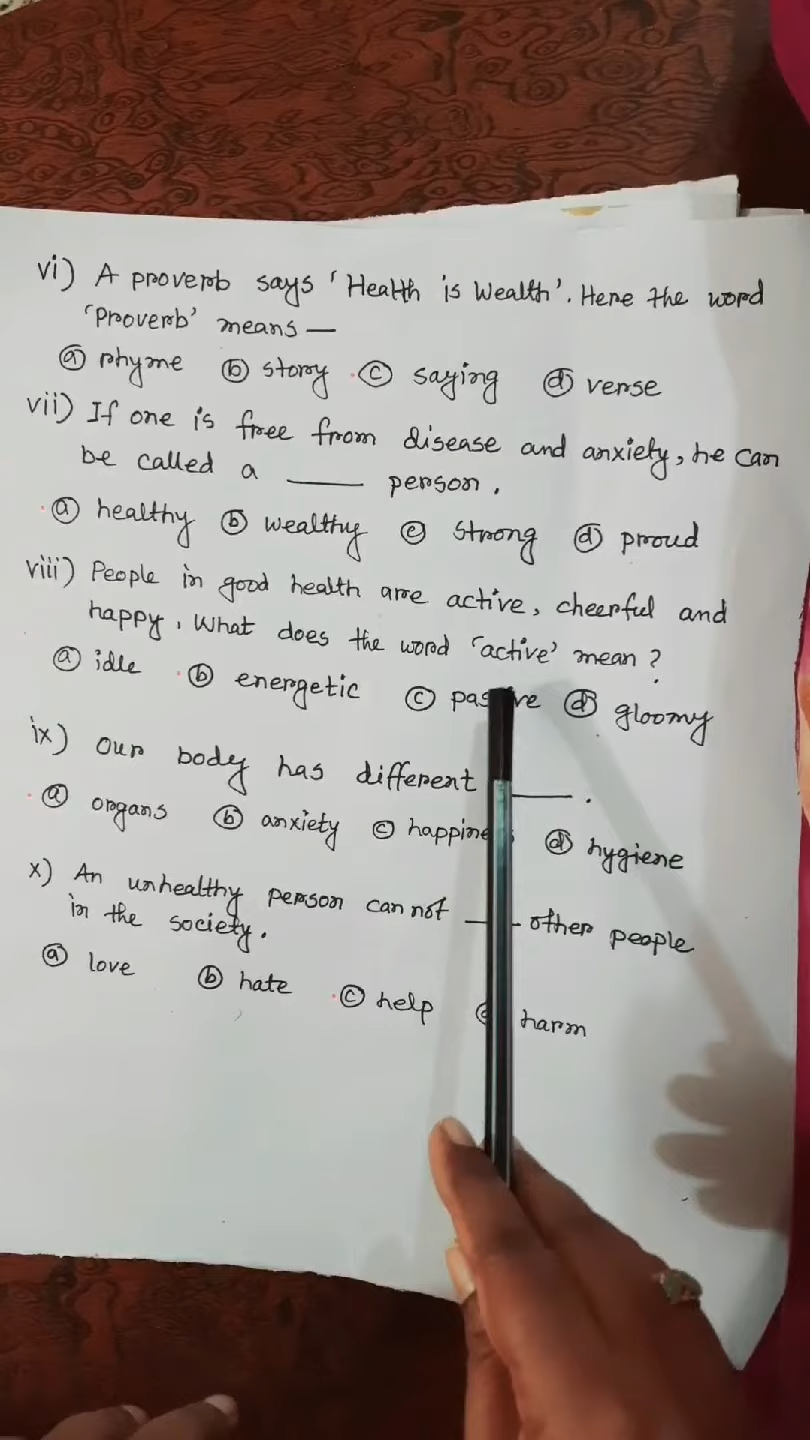 vi) A proverb says 'Health is Wealth'. Here the word
'Proverb' means —
ⓐ rhyme ⓑ story ⓒ saying ⓓ verse
vii) If one is free from disease and anxiety, he can
be called a ____ person.
ⓐ healthy ⓑ wealthy ⓒ strong ⓓ proud
viii) People in good health are active, cheerful and
happy. What does the word 'active' mean?
ⓐ idle ⓑ energetic ⓒ ⓓ gloomy
ix) Our body has different ____.
ⓐ organs ⓑ anxiety ⓒ ⓓ hygiene
x) An unhealthy person can not ____ other people
in the society.
ⓐ love ⓑ hate ⓒ help harm